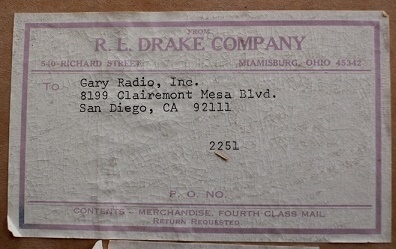 FROM
R. L. DRAKE COMPANY
540 RICHARD STREET MIAMISBURG, OHIO 45342
TO Gary Radio, Inc.
8199 Clairemont Mesa Blvd.
San Diego, CA 92111
2251
P. O. NO
CONTENTS – MERCHANDISE, FOURTH CLASS MAIL
RETURN REQUESTED